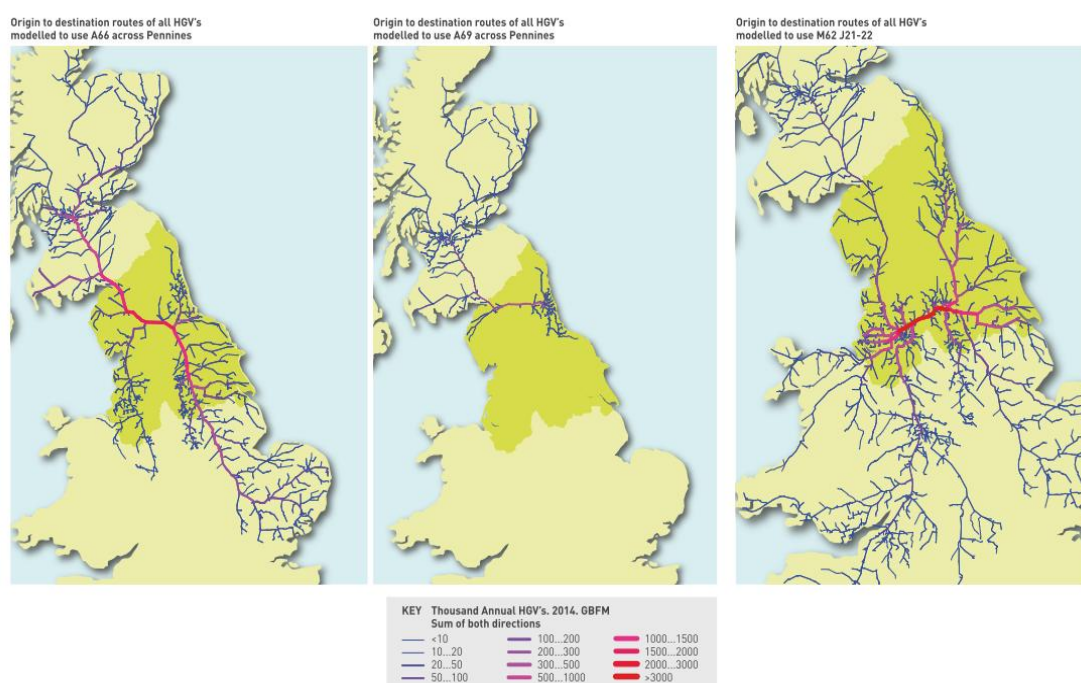 Origin to destination routes of all HGV's
modelled to use A66 across Pennines
Origin to destination routes of all HGV's
modelled to use A69 across Pennines
Origin to destination routes of all HGV's
modelled to use M62 J21-22
KEY Thousand Annual HGV's. 2014. GBFM
Sum of both directions
<10
10...20
20...50
50...100
100...200
200...300
300...500
500...1000
1000...1500
1500...2000
2000...3000
>3000